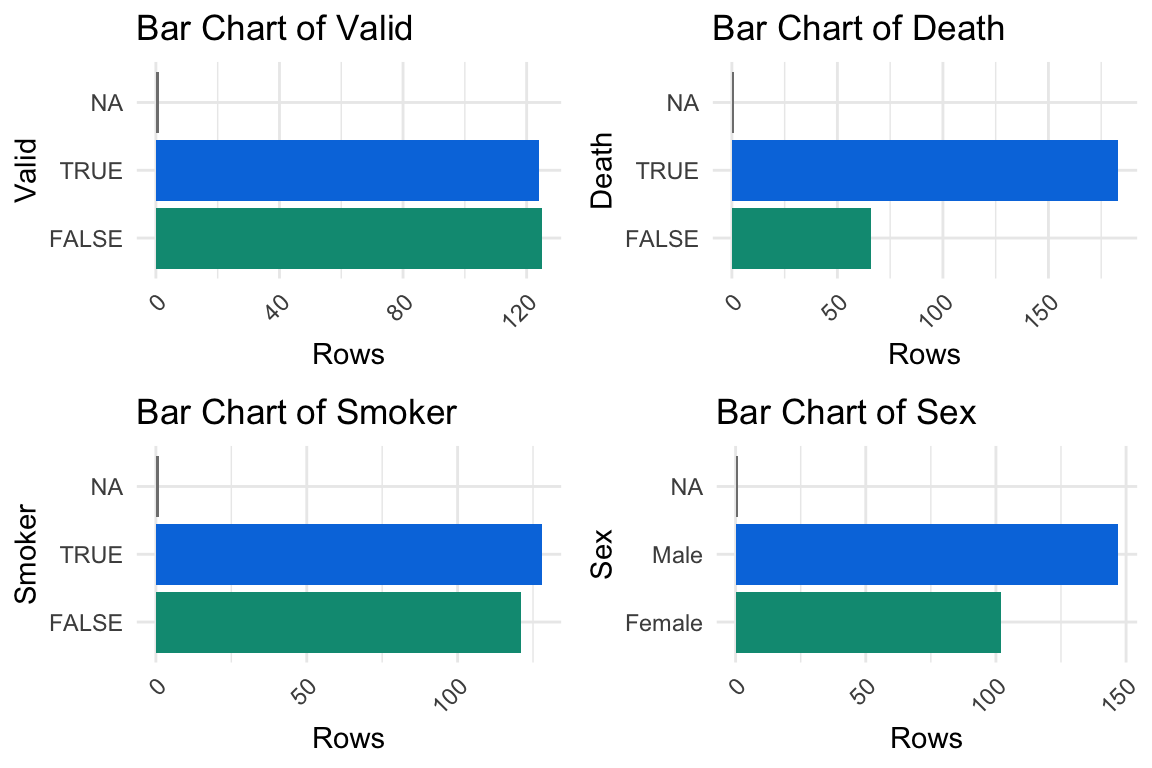 Bar Chart of Valid
Valid
NA
TRUE
FALSE
0 40 80 120
Rows
Bar Chart of Death
Death
NA
TRUE
FALSE
0 50 100 150
Rows
Bar Chart of Smoker
Smoker
NA
TRUE
FALSE
0 50 100
Rows
Bar Chart of Sex
Sex
NA
Male
Female
0 50 100 150
Rows